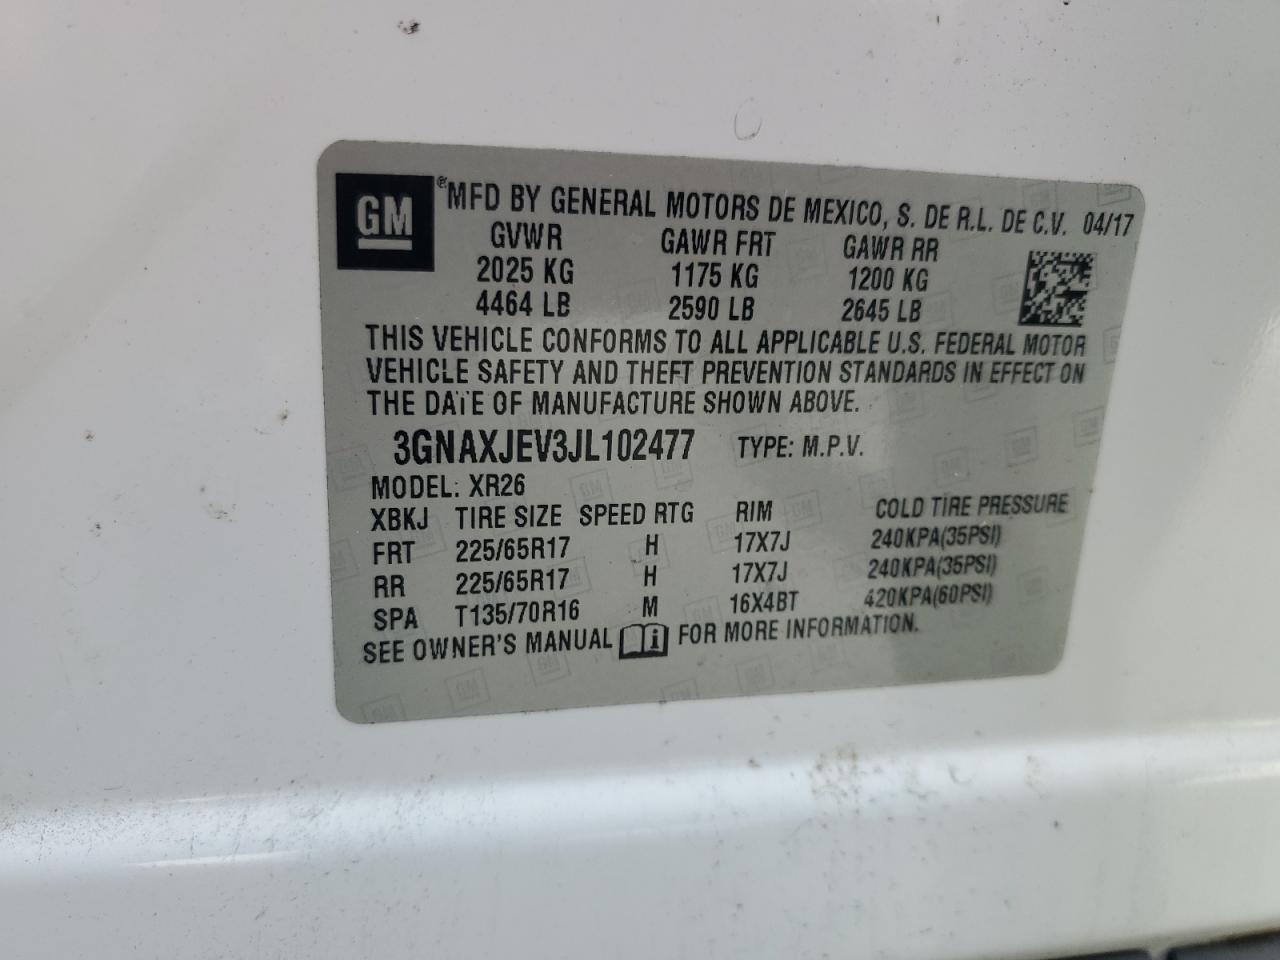 GM
®MFD BY GENERAL MOTORS DE MEXICO, S. DE R.L. DE C.V. 04/17
GVWR GAWR FRT GAWR RR
2025 KG 1175 KG 1200 KG
4464 LB 2590 LB 2645 LB
THIS VEHICLE CONFORMS TO ALL APPLICABLE U.S. FEDERAL MOTOR
VEHICLE SAFETY AND THEFT PREVENTION STANDARDS IN EFFECT ON
THE DATE OF MANUFACTURE SHOWN ABOVE.
3GNAXJEV3JL102477 TYPE: M.P.V.
MODEL: XR26
XBKJ TIRE SIZE SPEED RTG RIM COLD TIRE PRESSURE
FRT 225/65R17 H 17X7J 240KPA(35PSI)
RR 225/65R17 H 17X7J 240KPA(35PSI)
SPA T135/70R16 M 16X4BT 420KPA(60PSI)
SEE OWNER'S MANUAL FOR MORE INFORMATION.